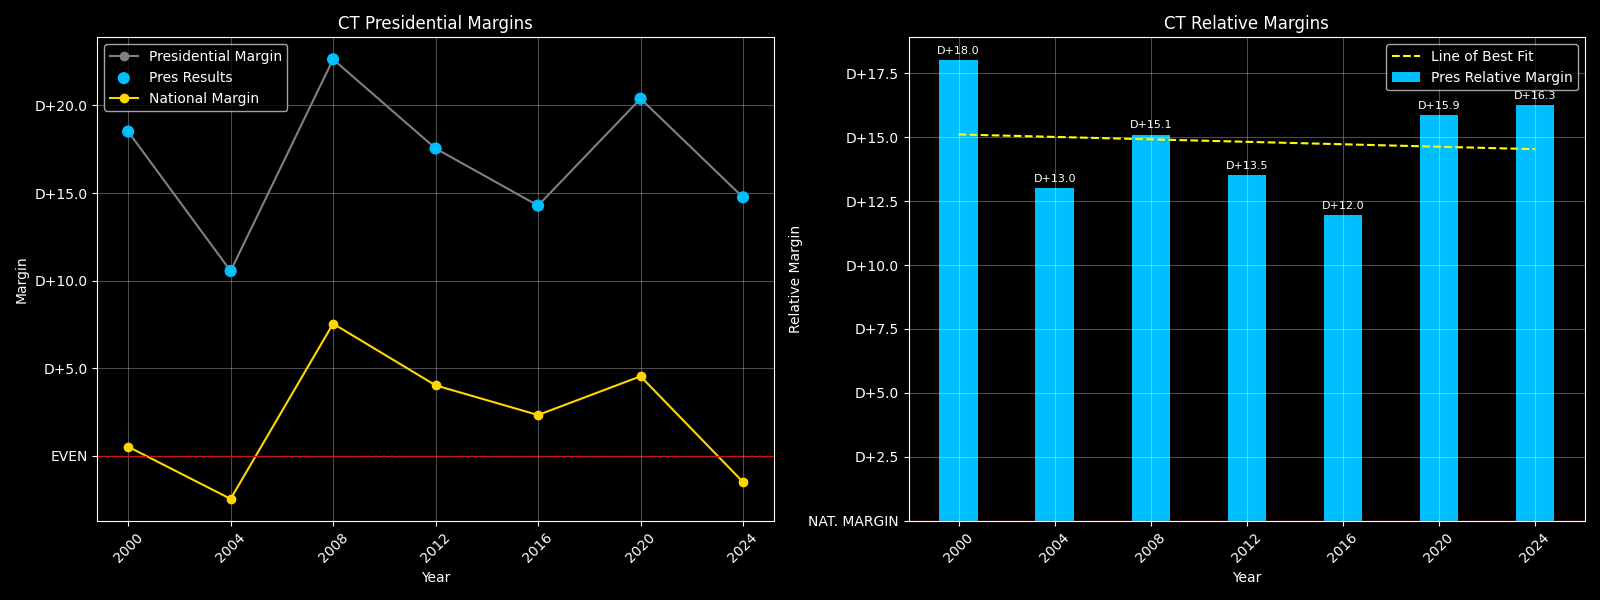 CT Presidential Margins
Presidential Margin
Pres Results
National Margin
D+20.0
D+15.0
D+10.0
D+5.0
EVEN
Margin
2000
2004
2008
2012
2016
2020
2024
Year
CT Relative Margins
Line of Best Fit
Pres Relative Margin
D+18.0
D+13.0
D+15.1
D+13.5
D+12.0
D+15.9
D+16.3
D+17.5
D+15.0
D+12.5
D+10.0
D+7.5
D+5.0
D+2.5
NAT. MARGIN
Relative Margin
2000
2004
2008
2012
2016
2020
2024
Year